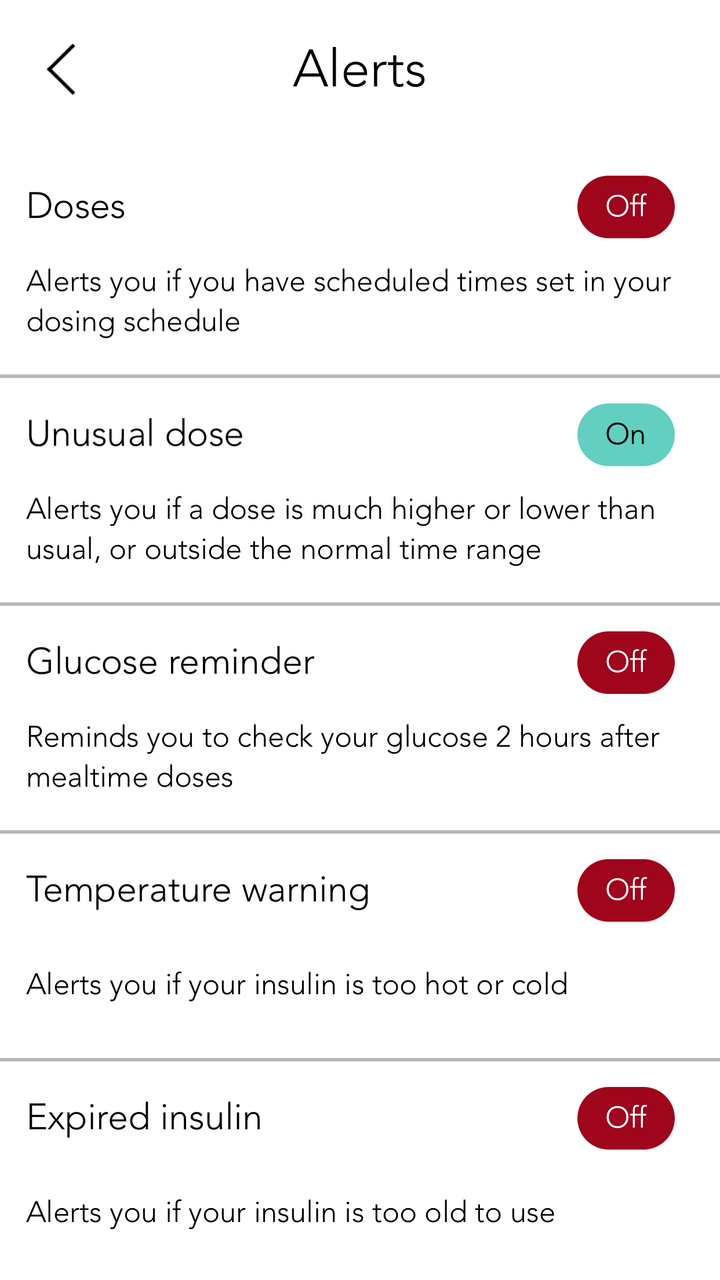 Alerts
Doses
Off
Alerts you if you have scheduled times set in your
dosing schedule
Unusual dose
On
Alerts you if a dose is much higher or lower than
usual, or outside the normal time range
Glucose reminder
Off
Reminds you to check your glucose 2 hours after
mealtime doses
Temperature warning
Off
Alerts you if your insulin is too hot or cold
Expired insulin
Off
Alerts you if your insulin is too old to use